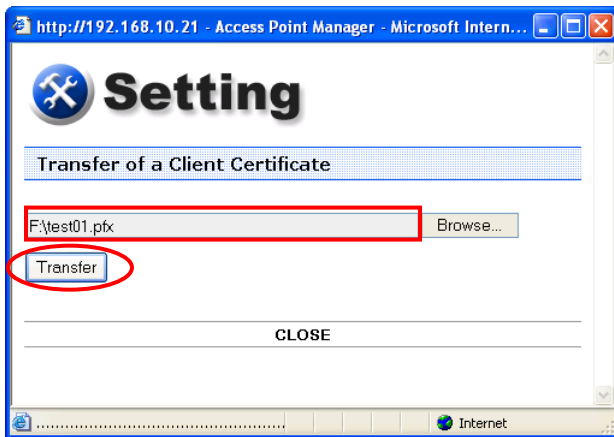 http://192.168.10.21 - Access Point Manager - Microsoft Intern...
Setting
Transfer of a Client Certificate
F:\test01.pfx Browse...
Transfer
CLOSE
Internet